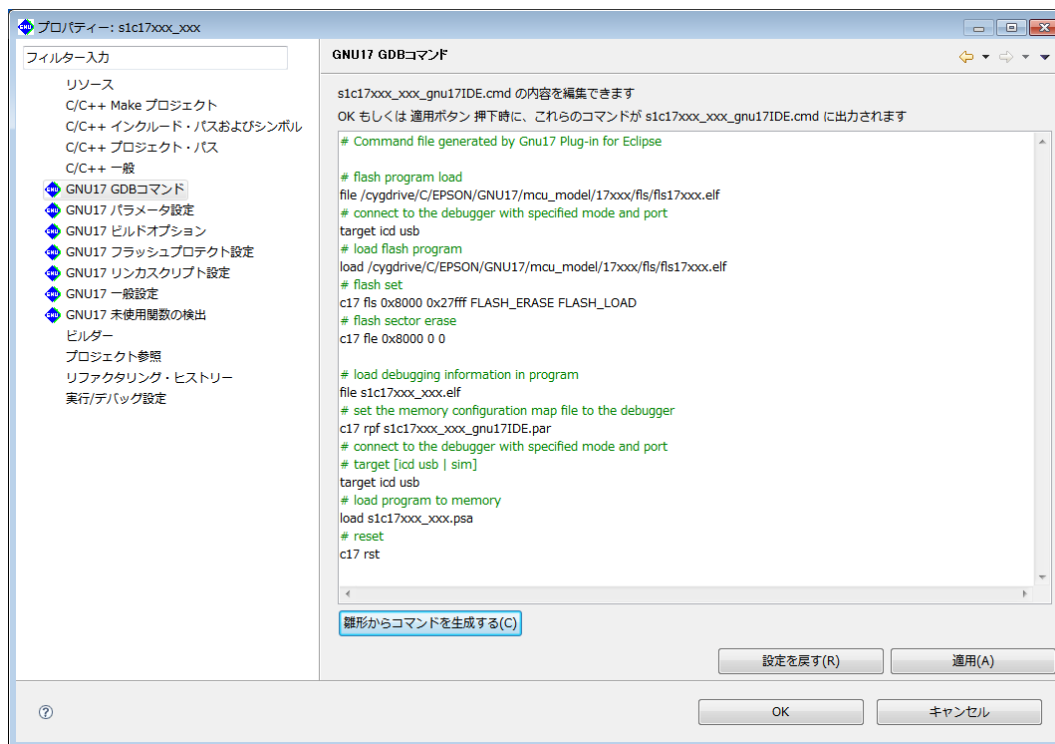 プロパティー: s1c17xxx_xxx
フィルター入力
リソース
C/C++ Make プロジェクト
C/C++ インクルード・パスおよびシンボル
C/C++ プロジェクト・パス
C/C++ 一般
GNU17 GDBコマンド
GNU17 パラメータ設定
GNU17 ビルドオプション
GNU17 フラッシュプロテクト設定
GNU17 リンカスクリプト設定
GNU17 一般設定
GNU17 未使用関数の検出
ビルダー
プロジェクト参照
リファクタリング・ヒストリー
実行/デバッグ設定
GNU17 GDBコマンド
s1c17xxx_xxx_gnu17IDE.cmd の内容を編集できます
OK もしくは 適用ボタン 押下時に、これらのコマンドが s1c17xxx_xxx_gnu17IDE.cmd に出力されます
# Command file generated by Gnu17 Plug-in for Eclipse
# flash program load
file /cygdrive/C/EPSON/GNU17/mcu_model/17xxx/fls/fls17xxx.elf
# connect to the debugger with specified mode and port
target icd usb
# load flash program
load /cygdrive/C/EPSON/GNU17/mcu_model/17xxx/fls/fls17xxx.elf
# flash set
c17 fls 0x8000 0x27fff FLASH_ERASE FLASH_LOAD
# flash sector erase
c17 fle 0x8000 0 0
# load debugging information in program
file s1c17xxx_xxx.elf
# set the memory configuration map file to the debugger
c17 rpf s1c17xxx_xxx_gnu17IDE.par
# connect to the debugger with specified mode and port
# target [icd usb | sim]
target icd usb
# load program to memory
load s1c17xxx_xxx.psa
# reset
c17 rst
雛形からコマンドを生成する(C)
設定を戻す(R)
適用(A)
OK
キャンセル